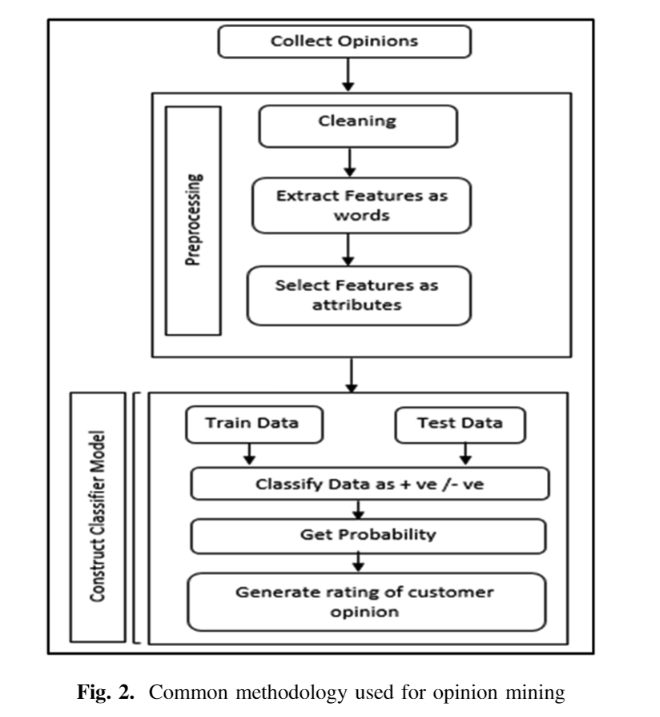 Collect Opinions
Preprocessing
Cleaning
Extract Features as
words
Select Features as
attributes
Construct Classifier Model
Train Data
Test Data
Classify Data as + ve /- ve
Get Probability
Generate rating of customer
opinion
Fig. 2. Common methodology used for opinion mining